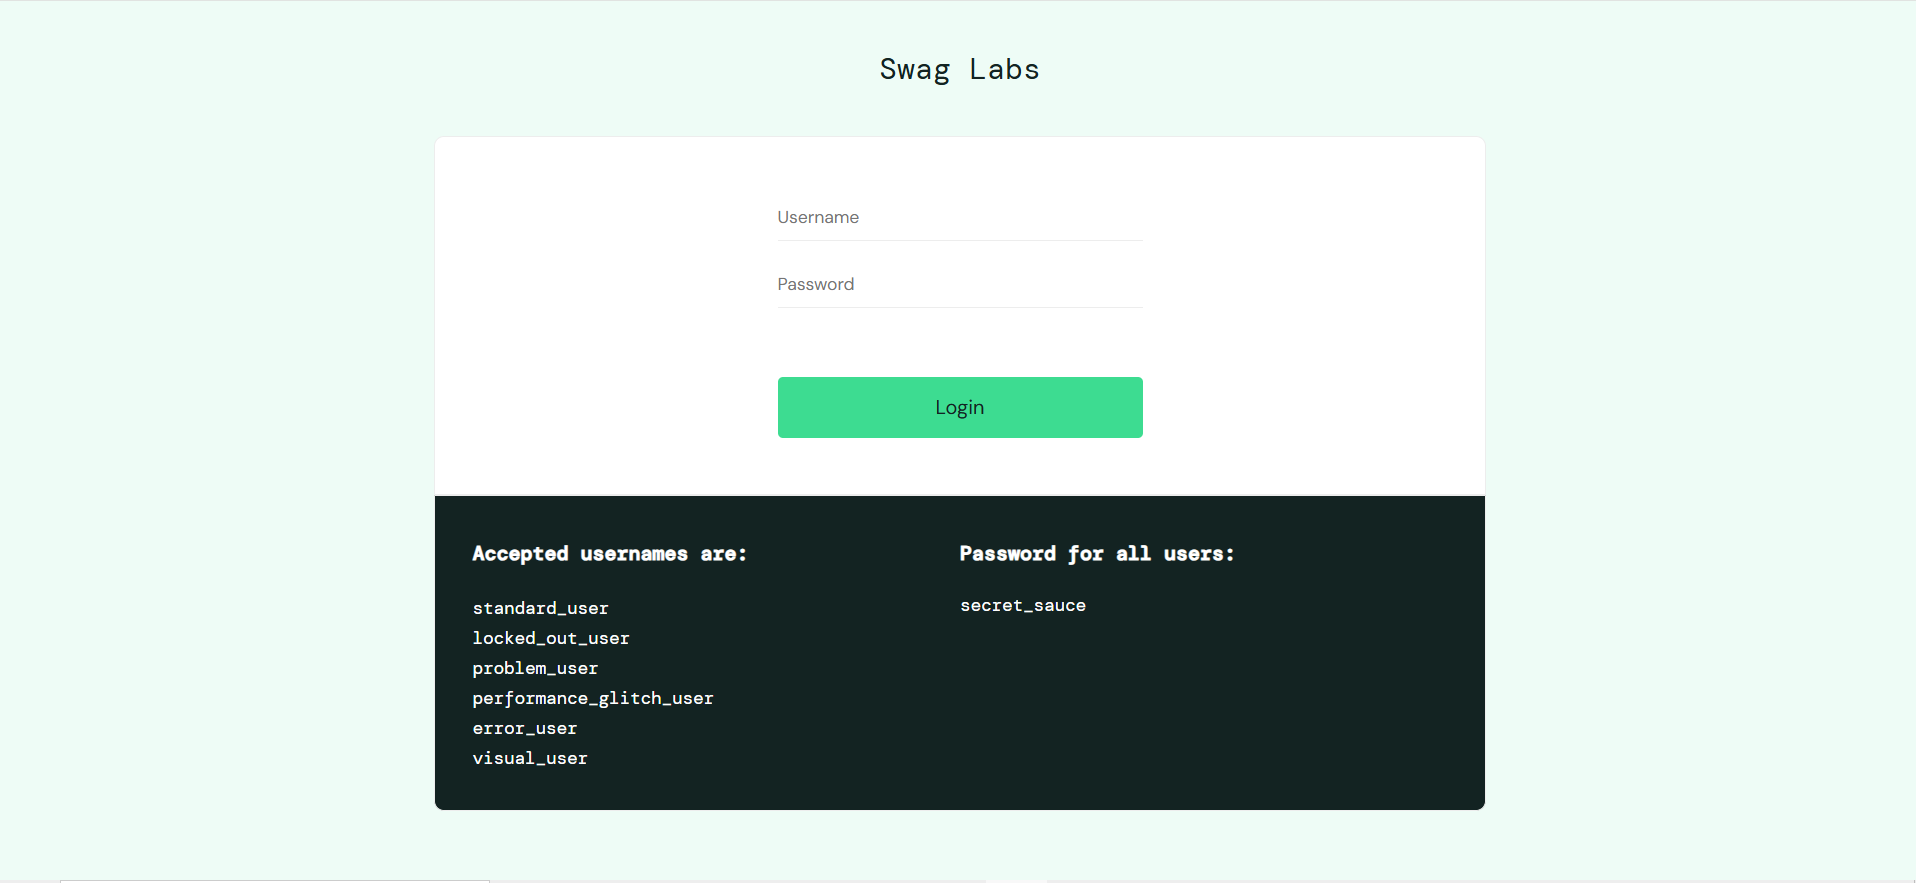 Swag Labs
Username
Password
Login
Accepted usernames are:
standard_user
locked_out_user
problem_user
performance_glitch_user
error_user
visual_user
Password for all users:
secret_sauce